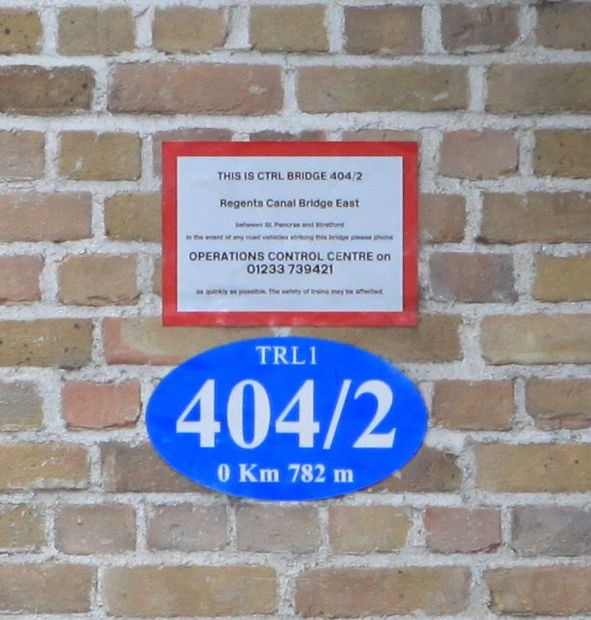 THIS IS CTRL BRIDGE 404/2
Regents Canal Bridge East
between St. Pancras and Stratford
In the event of any road vehicles striking this bridge please phone
OPERATIONS CONTROL CENTRE on
01233 739421
as quickly as possible. The safety of trains may be affected.
TRL1
404/2
0 Km 782 m